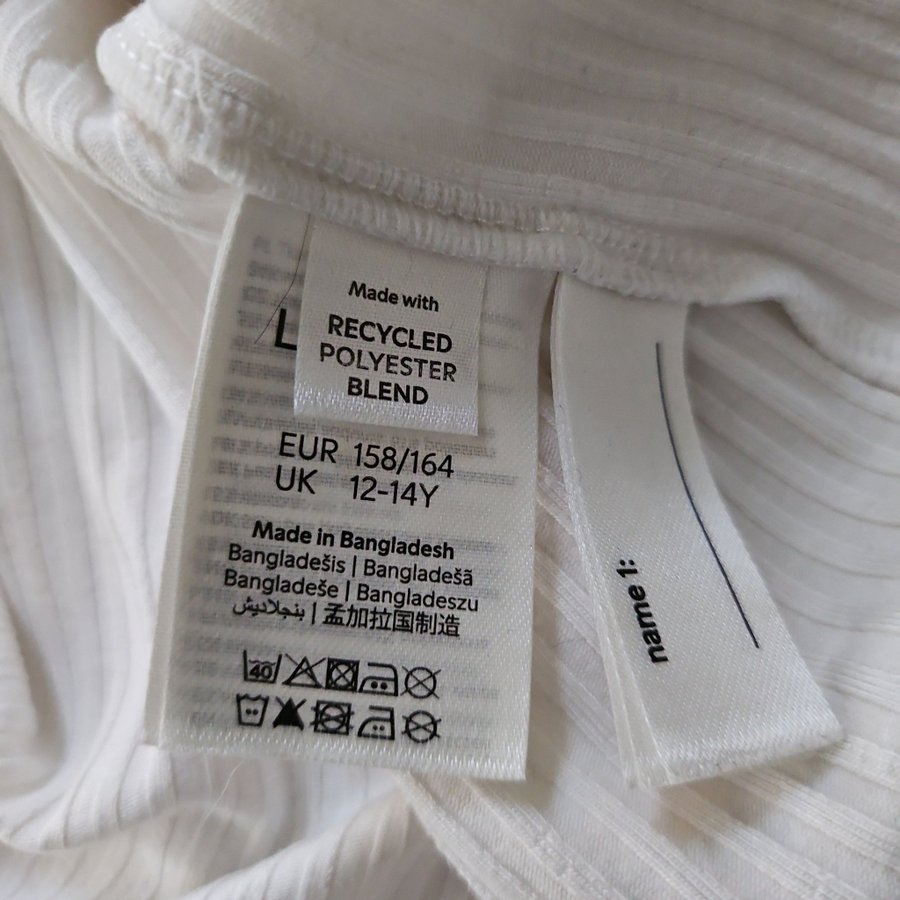 L
Made with
RECYCLED
POLYESTER
BLEND
EUR 158/164
UK 12-14Y
Made in Bangladesh
Bangladešis | Bangladešā
Bangladeše | Bangladeszu
بنجلاديش | 孟加拉国制造
40
name 1: